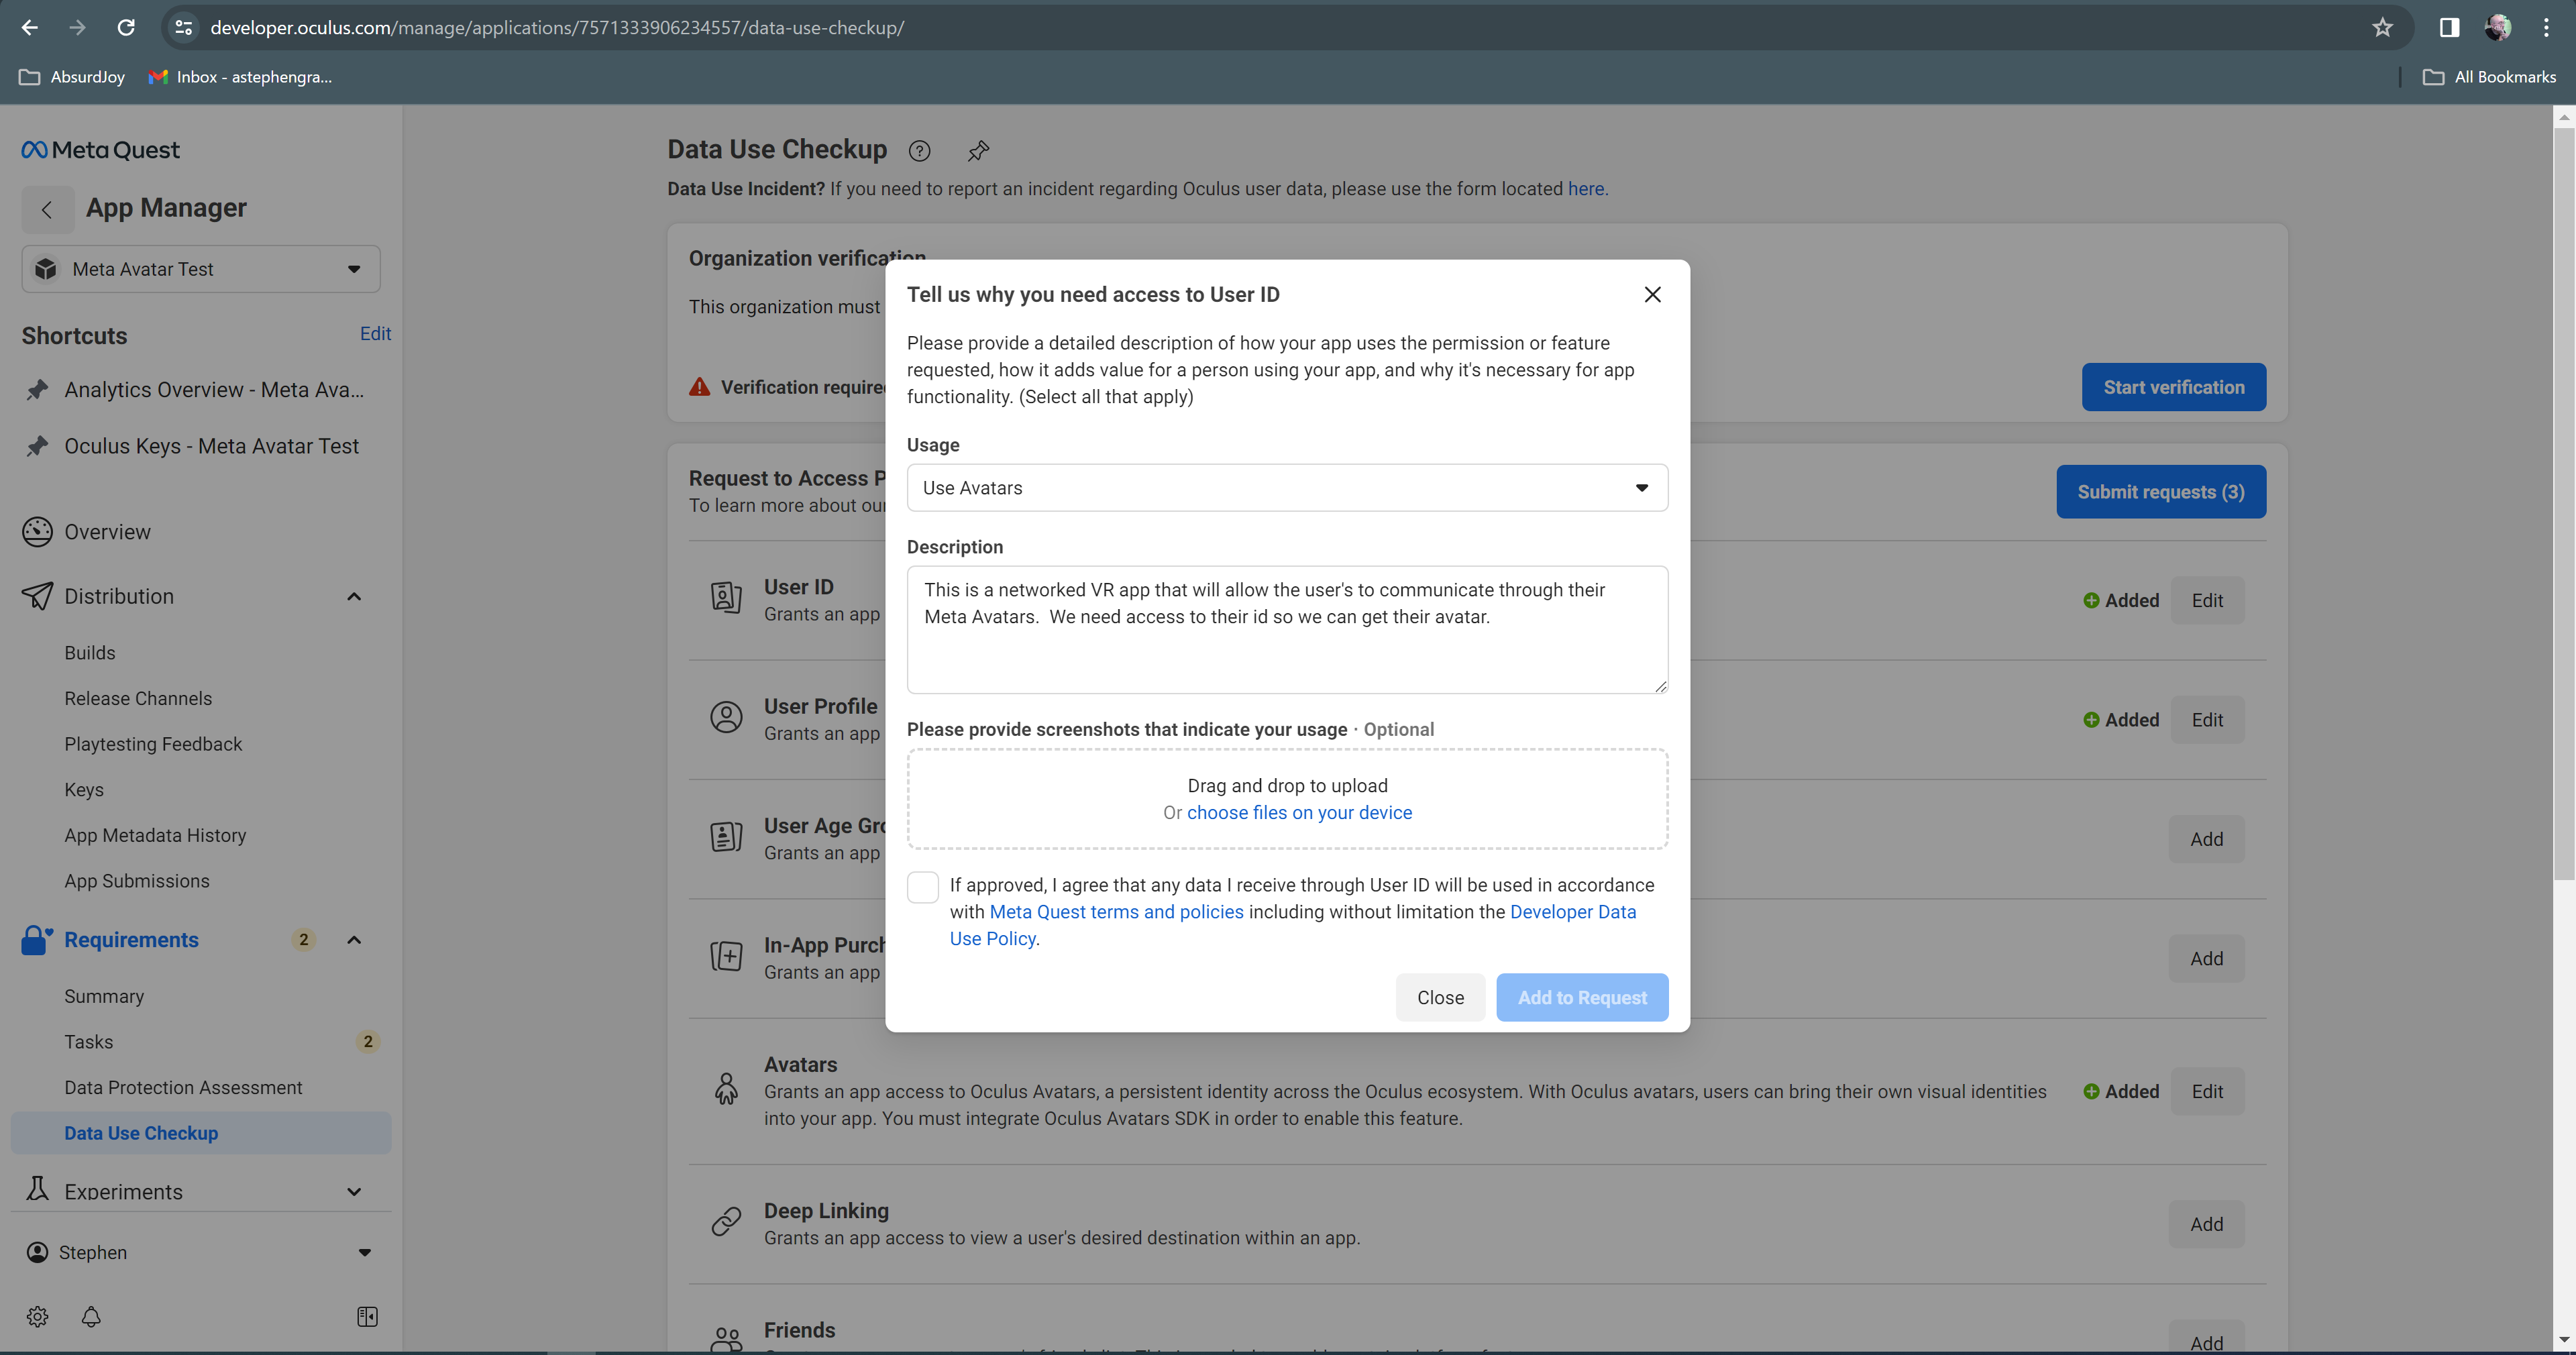 developer.oculus.com/manage/applications/7571333906234557/data-use-checkup/
AbsurdJoy
Inbox - astephengra...
All Bookmarks
Meta Quest
App Manager
Meta Avatar Test
Shortcuts
Edit
Analytics Overview - Meta Ava...
Oculus Keys - Meta Avatar Test
Overview
Distribution
Builds
Release Channels
Playtesting Feedback
Keys
App Metadata History
App Submissions
Requirements 2
Summary
Tasks 2
Data Protection Assessment
Data Use Checkup
Experiments
Stephen
Data Use Checkup
Data Use Incident? If you need to report an incident regarding Oculus user data, please use the form located here.
Organization verification
This organization must
Verification required
Start verification
Request to Access P
To learn more about our
Submit requests (3)
User ID
Grants an app
Added Edit
User Profile
Grants an app
Added Edit
User Age Gro
Grants an app
Add
In-App Purch
Grants an app
Add
Avatars
Grants an app access to Oculus Avatars, a persistent identity across the Oculus ecosystem. With Oculus avatars, users can bring their own visual identities
into your app. You must integrate Oculus Avatars SDK in order to enable this feature.
Added Edit
Deep Linking
Grants an app access to view a user's desired destination within an app.
Add
Friends
Add
Tell us why you need access to User ID
Please provide a detailed description of how your app uses the permission or feature
requested, how it adds value for a person using your app, and why it's necessary for app
functionality. (Select all that apply)
Usage
Use Avatars
Description
This is a networked VR app that will allow the user's to communicate through their
Meta Avatars.  We need access to their id so we can get their avatar.
Please provide screenshots that indicate your usage · Optional
Drag and drop to upload
Or choose files on your device
If approved, I agree that any data I receive through User ID will be used in accordance
with Meta Quest terms and policies including without limitation the Developer Data
Use Policy.
Close
Add to Request